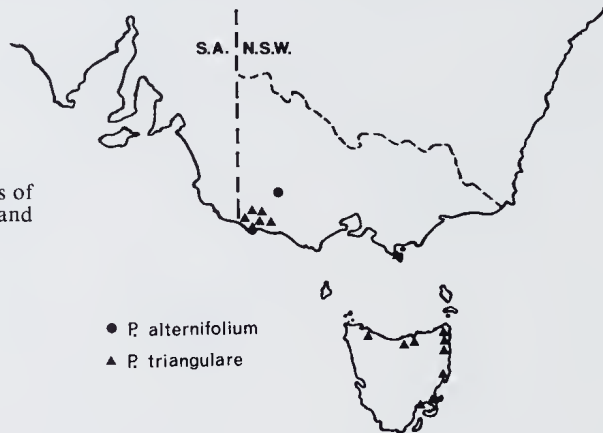 S.A. N.S.W.
s of
and
● P. alternifolium
▲ P. triangulare